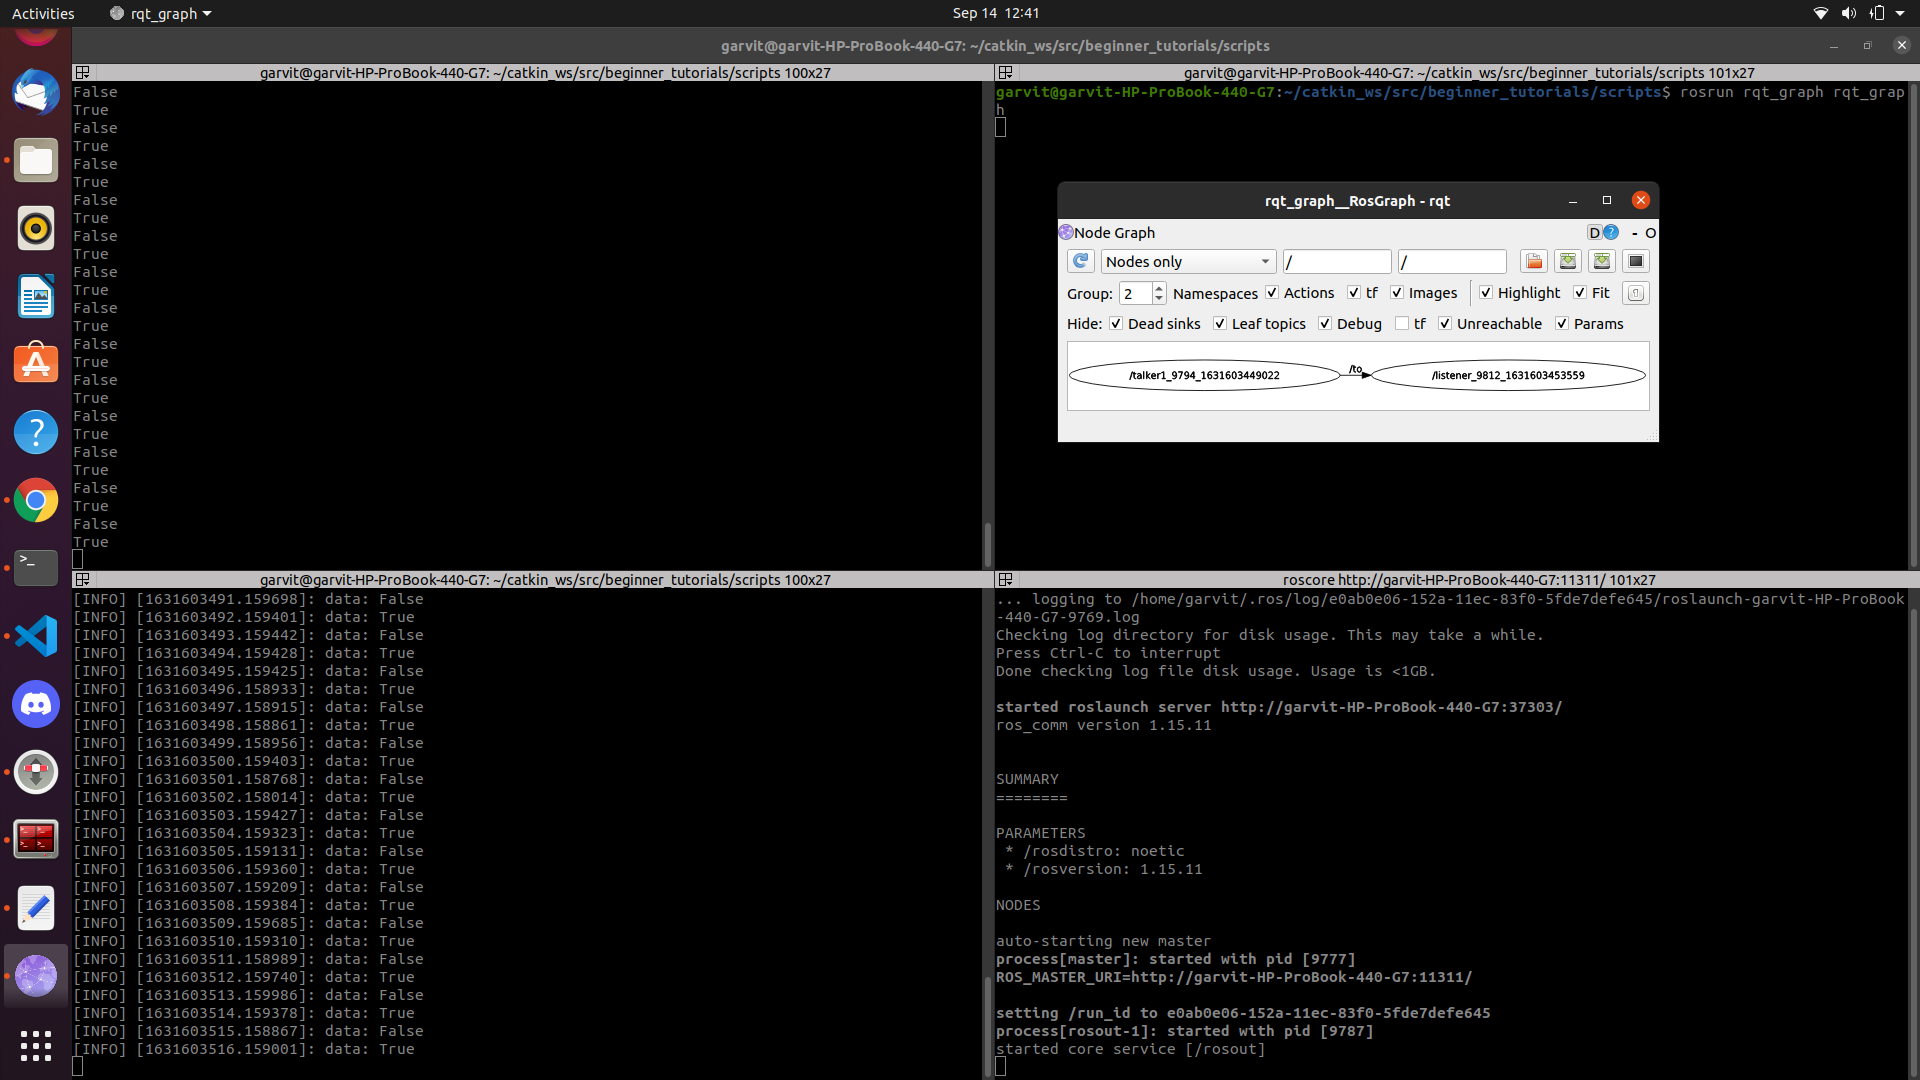 Activities
rqt_graph
Sep 14 12:41
garvit@garvit-HP-ProBook-440-G7: ~/catkin_ws/src/beginner_tutorials/scripts
garvit@garvit-HP-ProBook-440-G7: ~/catkin_ws/src/beginner_tutorials/scripts 100x27
False
True
False
True
False
True
False
True
False
True
False
True
False
True
False
True
False
True
False
True
False
True
False
True
False
True
garvit@garvit-HP-ProBook-440-G7: ~/catkin_ws/src/beginner_tutorials/scripts 101x27
garvit@garvit-HP-ProBook-440-G7:~/catkin_ws/src/beginner_tutorials/scripts$ rosrun rqt_graph rqt_grap
h
rqt_graph__RosGraph - rqt
Node Graph
D ? - O
Nodes only / /
Group: 2 Namespaces Actions tf Images Highlight Fit
Hide: Dead sinks Leaf topics Debug tf Unreachable Params
/talker1_9794_1631603449022 /to /listener_9812_1631603453559
garvit@garvit-HP-ProBook-440-G7: ~/catkin_ws/src/beginner_tutorials/scripts 100x27
[INFO] [1631603491.159698]: data: False
[INFO] [1631603492.159401]: data: True
[INFO] [1631603493.159442]: data: False
[INFO] [1631603494.159428]: data: True
[INFO] [1631603495.159425]: data: False
[INFO] [1631603496.158933]: data: True
[INFO] [1631603497.158915]: data: False
[INFO] [1631603498.158861]: data: True
[INFO] [1631603499.158956]: data: False
[INFO] [1631603500.159403]: data: True
[INFO] [1631603501.158768]: data: False
[INFO] [1631603502.158014]: data: True
[INFO] [1631603503.159427]: data: False
[INFO] [1631603504.159323]: data: True
[INFO] [1631603505.159131]: data: False
[INFO] [1631603506.159360]: data: True
[INFO] [1631603507.159209]: data: False
[INFO] [1631603508.159384]: data: True
[INFO] [1631603509.159685]: data: False
[INFO] [1631603510.159310]: data: True
[INFO] [1631603511.158989]: data: False
[INFO] [1631603512.159740]: data: True
[INFO] [1631603513.159986]: data: False
[INFO] [1631603514.159378]: data: True
[INFO] [1631603515.158867]: data: False
[INFO] [1631603516.159001]: data: True
roscore http://garvit-HP-ProBook-440-G7:11311/ 101x27
... logging to /home/garvit/.ros/log/e0ab0e06-152a-11ec-83f0-5fde7defe645/roslaunch-garvit-HP-ProBook
-440-G7-9769.log
Checking log directory for disk usage. This may take a while.
Press Ctrl-C to interrupt
Done checking log file disk usage. Usage is <1GB.
started roslaunch server http://garvit-HP-ProBook-440-G7:37303/
ros_comm version 1.15.11
SUMMARY
========
PARAMETERS
* /rosdistro: noetic
* /rosversion: 1.15.11
NODES
auto-starting new master
process[master]: started with pid [9777]
ROS_MASTER_URI=http://garvit-HP-ProBook-440-G7:11311/
setting /run_id to e0ab0e06-152a-11ec-83f0-5fde7defe645
process[rosout-1]: started with pid [9787]
started core service [/rosout]